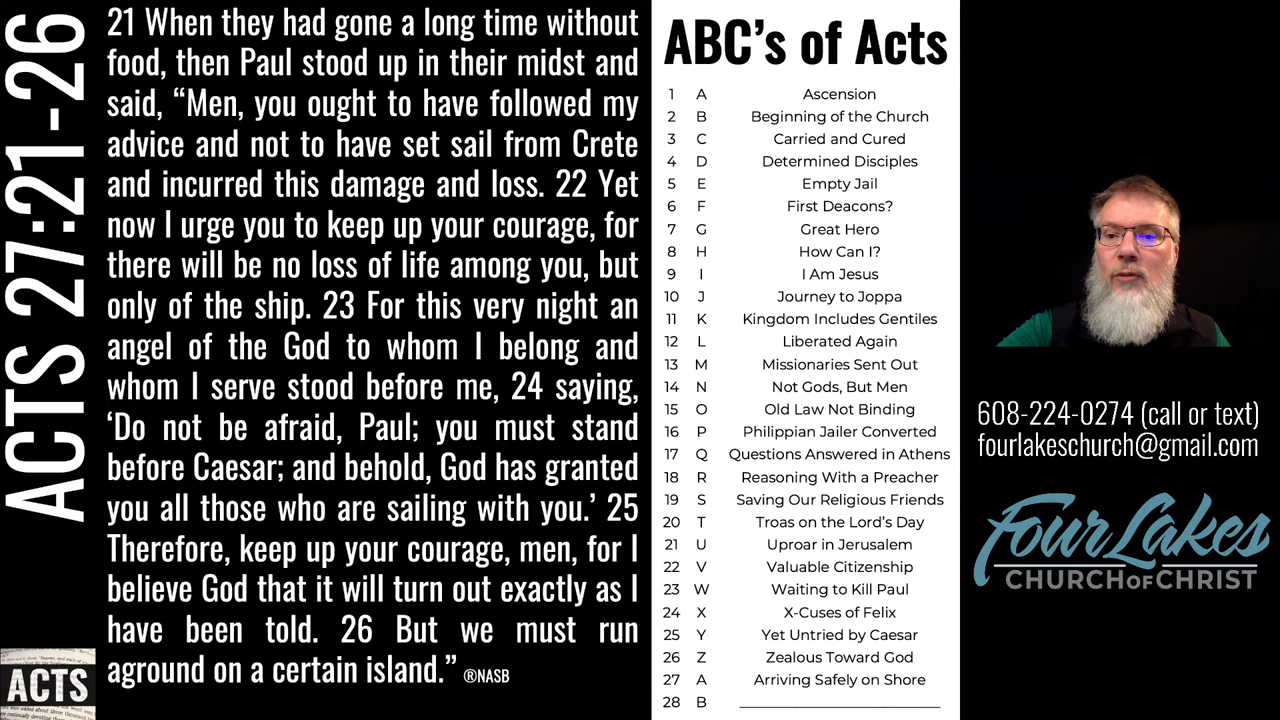 ACTS 27:21-26
21 When they had gone a long time without
food, then Paul stood up in their midst and
said, “Men, you ought to have followed my
advice and not to have set sail from Crete
and incurred this damage and loss. 22 Yet
now I urge you to keep up your courage, for
there will be no loss of life among you, but
only of the ship. 23 For this very night an
angel of the God to whom I belong and
whom I serve stood before me, 24 saying,
‘Do not be afraid, Paul; you must stand
before Caesar; and behold, God has granted
you all those who are sailing with you.’ 25
Therefore, keep up your courage, men, for I
believe God that it will turn out exactly as I
have been told. 26 But we must run
aground on a certain island.” ®NASB
ACTS
ABC’s of Acts
1 A Ascension
2 B Beginning of the Church
3 C Carried and Cured
4 D Determined Disciples
5 E Empty Jail
6 F First Deacons?
7 G Great Hero
8 H How Can I?
9 I I Am Jesus
10 J Journey to Joppa
11 K Kingdom Includes Gentiles
12 L Liberated Again
13 M Missionaries Sent Out
14 N Not Gods, But Men
15 O Old Law Not Binding
16 P Philippian Jailer Converted
17 Q Questions Answered in Athens
18 R Reasoning With a Preacher
19 S Saving Our Religious Friends
20 T Troas on the Lord’s Day
21 U Uproar in Jerusalem
22 V Valuable Citizenship
23 W Waiting to Kill Paul
24 X X-Cuses of Felix
25 Y Yet Untried by Caesar
26 Z Zealous Toward God
27 A Arriving Safely on Shore
28 B
608-224-0274 (call or text)
fourlakeschurch@gmail.com
Four Lakes
CHURCH OF CHRIST